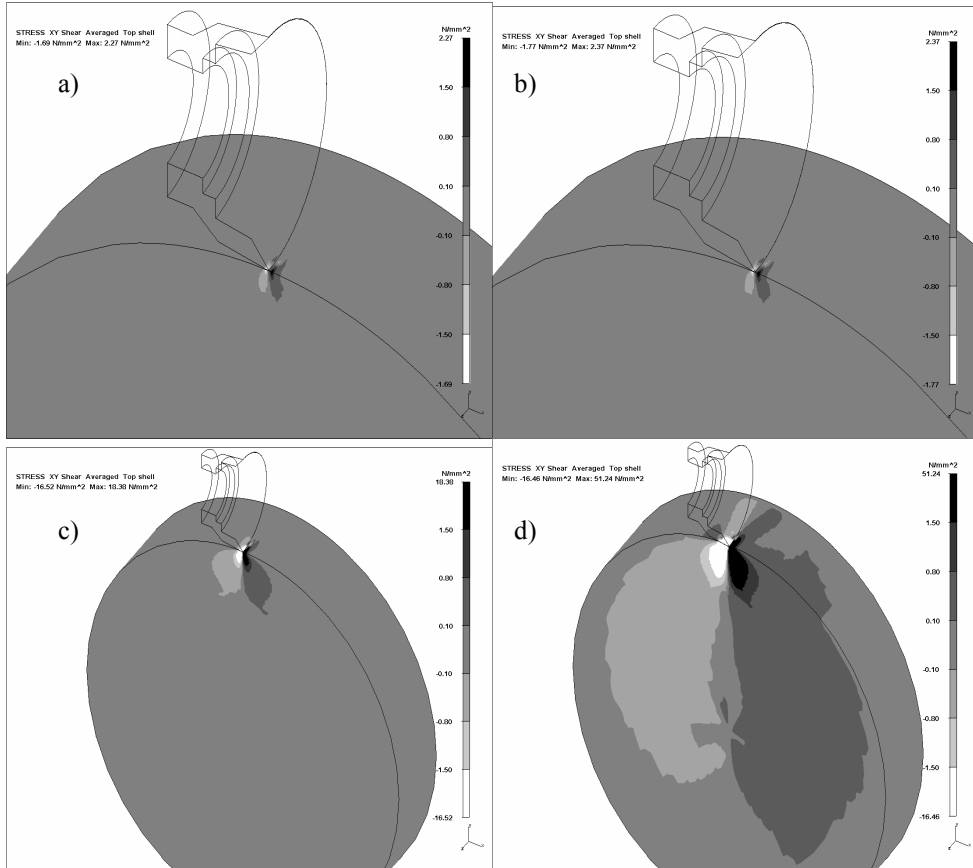 STRESS XY Shear Averaged Top shell
Min: -1.69 N/mm^2 Max: 2.27 N/mm^2
a)
N/mm^2
2.27
1.50
0.80
0.10
-0.10
-0.80
-1.50
-1.69
STRESS XY Shear Averaged Top shell
Min: -1.77 N/mm^2 Max: 2.37 N/mm^2
b)
N/mm^2
2.37
1.50
0.80
0.10
-0.10
-0.80
-1.50
-1.77
STRESS XY Shear Averaged Top shell
Min: -16.52 N/mm^2 Max: 18.38 N/mm^2
c)
N/mm^2
18.38
1.50
0.80
0.10
-0.10
-0.80
-1.50
-16.52
STRESS XY Shear Averaged Top shell
Min: -16.46 N/mm^2 Max: 51.24 N/mm^2
d)
N/mm^2
51.24
1.50
0.80
0.10
-0.10
-0.80
-1.50
-16.46